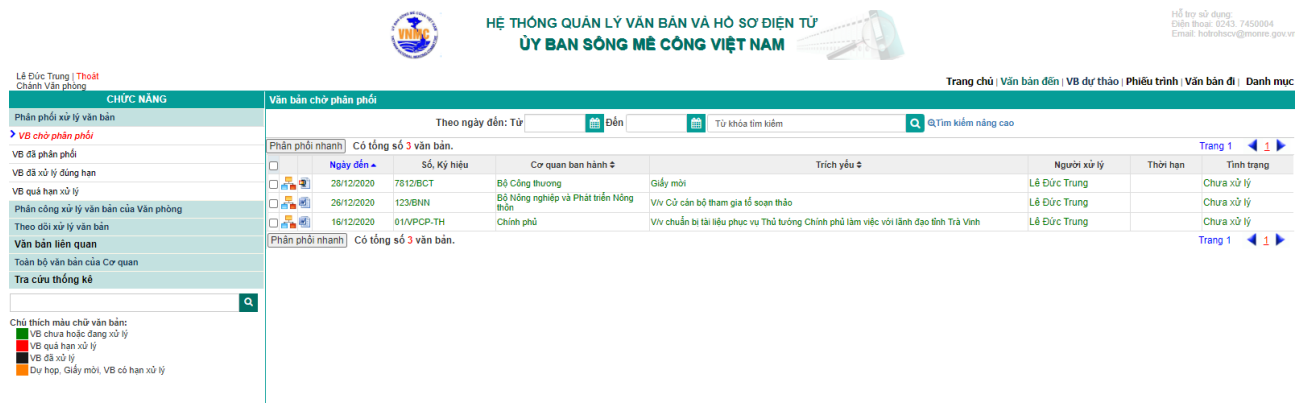 HỆ THỐNG QUẢN LÝ VĂN BẢN VÀ HỒ SƠ ĐIỆN TỬ
ỦY BAN SÔNG MÊ CÔNG VIỆT NAM
VNMC
Hỗ trợ sử dụng:
Điện thoại: 0243. 7450004
Email: hotrohscv@monre.gov.vn
Lê Đức Trung | Thoát
Chánh Văn phòng
Trang chủ | Văn bản đến | VB dự thảo | Phiếu trình | Văn bản đi | Danh mục
CHỨC NĂNG
Phân phối xử lý văn bản
VB chờ phân phối
VB đã phân phối
VB đã xử lý đúng hạn
VB quá hạn xử lý
Phân công xử lý văn bản của Văn phòng
Theo dõi xử lý văn bản
Văn bản liên quan
Toàn bộ văn bản của Cơ quan
Tra cứu thống kê
Chú thích màu chữ văn bản:
VB chưa hoặc đang xử lý
VB quá hạn xử lý
VB đã xử lý
Dự họp, Giấy mời, VB có hạn xử lý
Văn bản chờ phân phối
Theo ngày đến: Từ Đến Từ khóa tìm kiếm Tìm kiếm nâng cao
Phân phối nhanh Có tổng số 3 văn bản. Trang 1 1
Ngày đến Số, Ký hiệu Cơ quan ban hành Trích yếu Người xử lý Thời hạn Tình trạng
28/12/2020 7812/BCT Bộ Công thương Giấy mời Lê Đức Trung Chưa xử lý
26/12/2020 123/BNN Bộ Nông nghiệp và Phát triển Nông thôn V/v Cử cán bộ tham gia tổ soạn thảo Lê Đức Trung Chưa xử lý
16/12/2020 01/VPCP-TH Chính phủ V/v chuẩn bị tài liệu phục vụ Thủ tướng Chính phủ làm việc với lãnh đạo tỉnh Trà Vinh Lê Đức Trung Chưa xử lý
Phân phối nhanh Có tổng số 3 văn bản. Trang 1 1